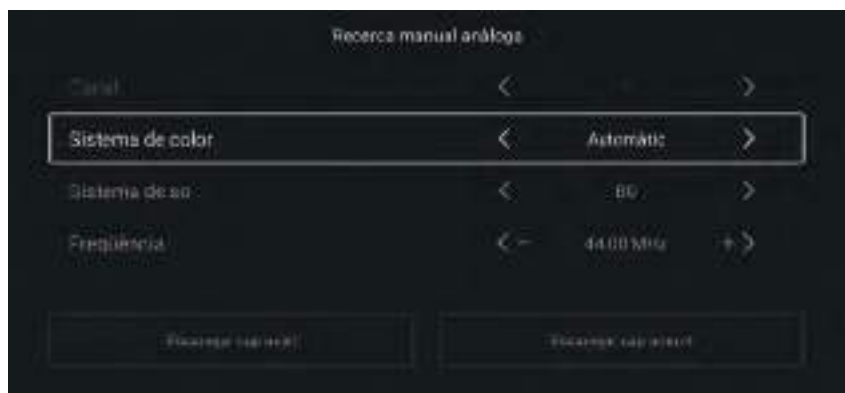 Recerca manual anàloga
Canal
Sistema de color Automàtic
Sistema de so BG
Freqüència - 44.00 MHz +